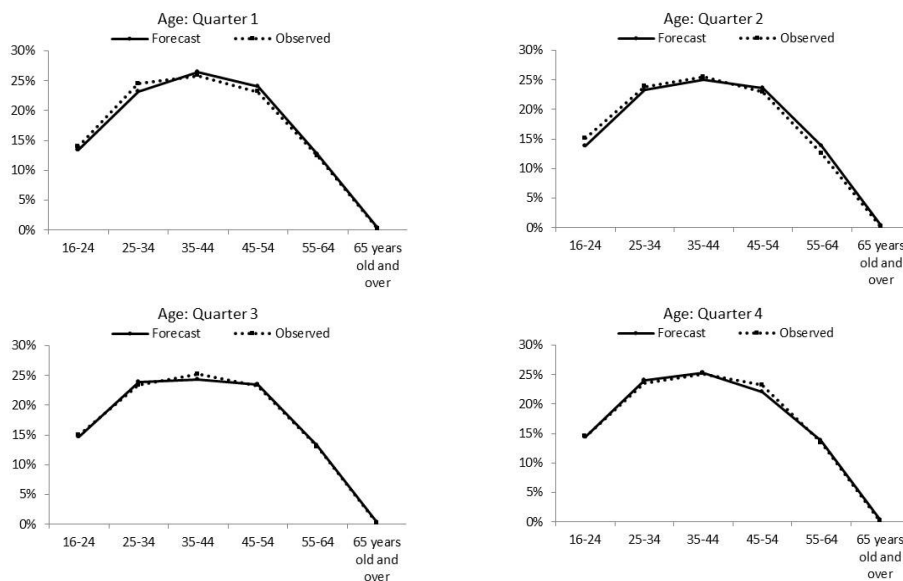 Age: Quarter 1
Forecast Observed
30%
25%
20%
15%
10%
5%
0%
16-24 25-34 35-44 45-54 55-64 65 years
old and
over
Age: Quarter 2
Forecast Observed
30%
25%
20%
15%
10%
5%
0%
16-24 25-34 35-44 45-54 55-64 65 years
old and
over
Age: Quarter 3
Forecast Observed
30%
25%
20%
15%
10%
5%
0%
16-24 25-34 35-44 45-54 55-64 65 years
old and
over
Age: Quarter 4
Forecast Observed
30%
25%
20%
15%
10%
5%
0%
16-24 25-34 35-44 45-54 55-64 65 years
old and
over